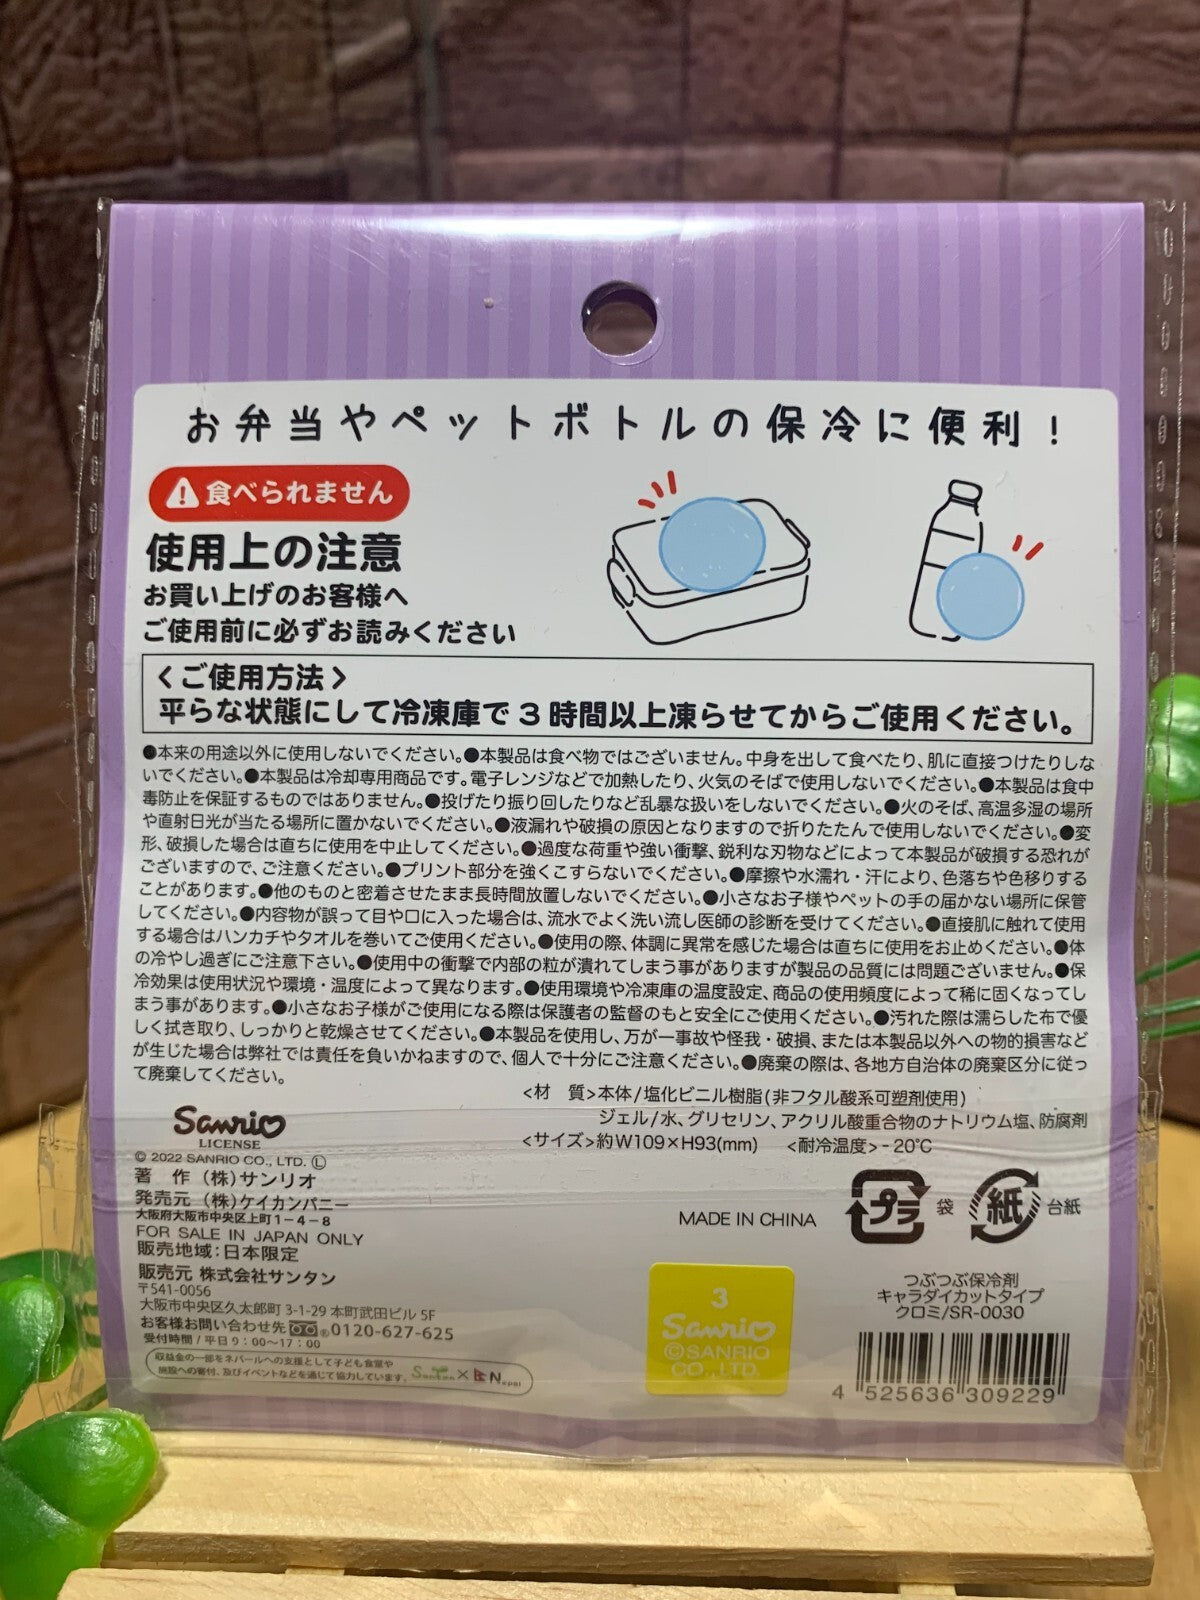 お弁当やペットボトルの保冷に便利!
食べられません
使用上の注意
お買い上げのお客様へ
ご使用前に必ずお読みください
<ご使用方法>
平らな状態にして冷凍庫で3時間以上凍らせてからご使用ください。
●本来の用途以外に使用しないでください。●本製品は食べ物ではございません。中身を出して食べたり、肌に直接つけたりしな
いでください。●本製品は冷却専用商品です。電子レンジなどで加熱したり、火気のそばで使用しないでください。●本製品は食中
毒防止を保証するものではありません。●投げたり振り回したりなど乱暴な扱いをしないでください。●火のそば、高温多湿の場所
や直射日光が当たる場所に置かないでください。●液漏れや破損の原因となりますので折りたたんで使用しないでください。●変
形、破損した場合は直ちに使用を中止してください。●過度な荷重や強い衝撃、鋭利な刃物などによって本製品が破損する恐れが
ございますので、ご注意ください。●プリント部分を強くこすらないでください。●摩擦や水濡れ・汗により、色落ちや色移りする
ことがあります。●他のものと密着させたまま長時間放置しないでください。●小さなお子様やペットの手の届かない場所に保管
してください。●内容物が誤って目や口に入った場合は、流水でよく洗い流し医師の診断を受けてください。●直接肌に触れて使用
する場合はハンカチやタオルを巻いてご使用ください。●使用の際、体調に異常を感じた場合は直ちに使用をお止めください。●体
の冷やし過ぎにご注意下さい。●使用中の衝撃で内部の粒が潰れてしまう事がありますが製品の品質には問題ございません。●保
冷効果は使用状況や環境・温度によって異なります。●使用環境や冷凍庫の温度設定、商品の使用頻度によって稀に固くなってし
まう事があります。●小さなお子様がご使用になる際は保護者の監督のもと安全にご使用ください。●汚れた際は濡らした布で優
しく拭き取り、しっかりと乾燥させてください。●本製品を使用し、万が一事故や怪我・破損、または本製品以外への物的損害など
が生じた場合は弊社では責任を負いかねますので、個人で十分にご注意ください。●廃棄の際は、各地方自治体の廃棄区分に従っ
て廃棄してください。
<材 質>本体/塩化ビニル樹脂(非フタル酸系可塑剤使用)
ジェル/水、グリセリン、アクリル酸重合物のナトリウム塩、防腐剤
<サイズ>約W109×H93(mm) <耐冷温度>-20℃
Sanrio
LICENSE
© 2022 SANRIO CO., LTD. Ⓛ
著 作 (株)サンリオ
発売元 (株)ケイカンパニー
大阪府大阪市中央区上町1-4-8
FOR SALE IN JAPAN ONLY
販売地域:日本限定
販売元 株式会社サンタン
〒541-0056
大阪市中央区久太郎町 3-1-29 本町武田ビル 5F
お客様お問い合わせ先 0120-627-625
受付時間/平日9:00〜17:00
収益金の一部をネパールへの支援として子ども食堂や
施設への寄付、及びイベントなどを通じて協力しています。
Santan × Nepal
MADE IN CHINA
プラ 袋
紙 台紙
3
Sanrio
©SANRIO
CO., LTD.
つぶつぶ保冷剤
キャラダイカットタイプ
クロミ/SR-0030
4 525636 309229